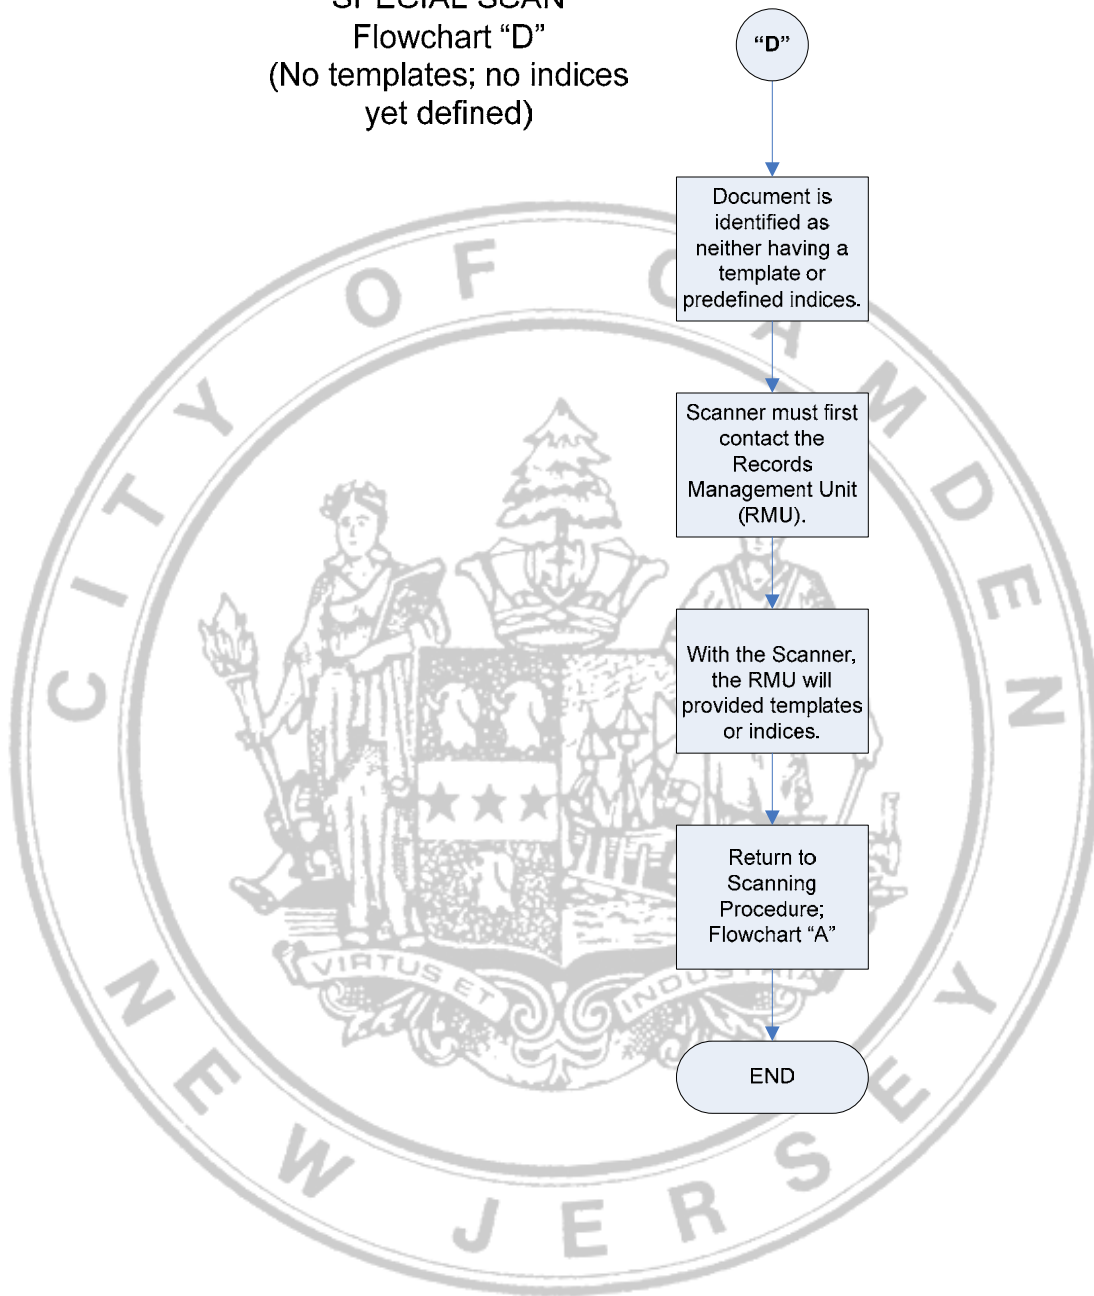 SPECIAL SCAN
Flowchart “D”
(No templates; no indices
yet defined)
“D”
Document is
identified as
neither having a
template or
predefined indices.
Scanner must first
contact the
Records
Management Unit
(RMU).
With the Scanner,
the RMU will
provided templates
or indices.
Return to
Scanning
Procedure;
Flowchart “A”
END
CITY OF CAMDEN
NEW JERSEY
VIRTUS ET INDUSTRIA